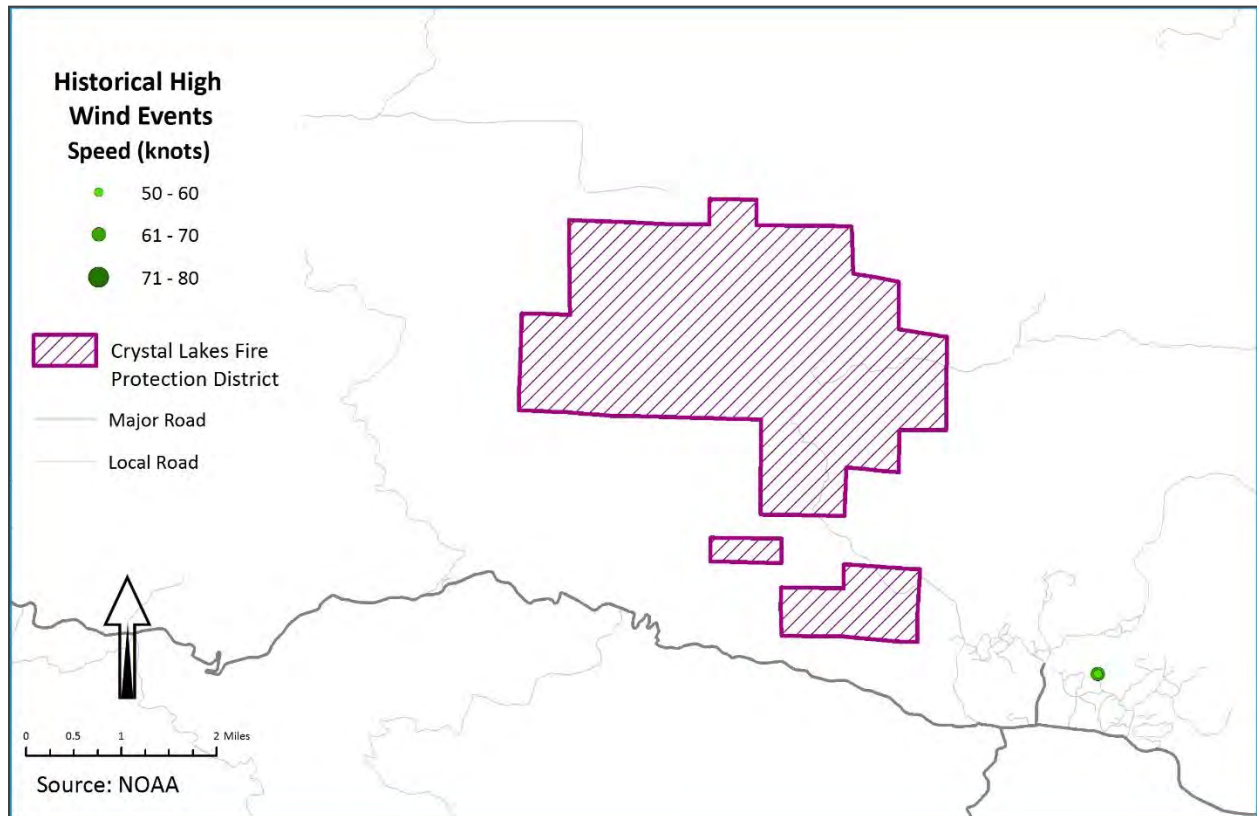 Historical High
Wind Events
Speed (knots)
50 - 60
61 - 70
71 - 80
Crystal Lakes Fire
Protection District
Major Road
Local Road
0 0.5 1 2 Miles
Source: NOAA